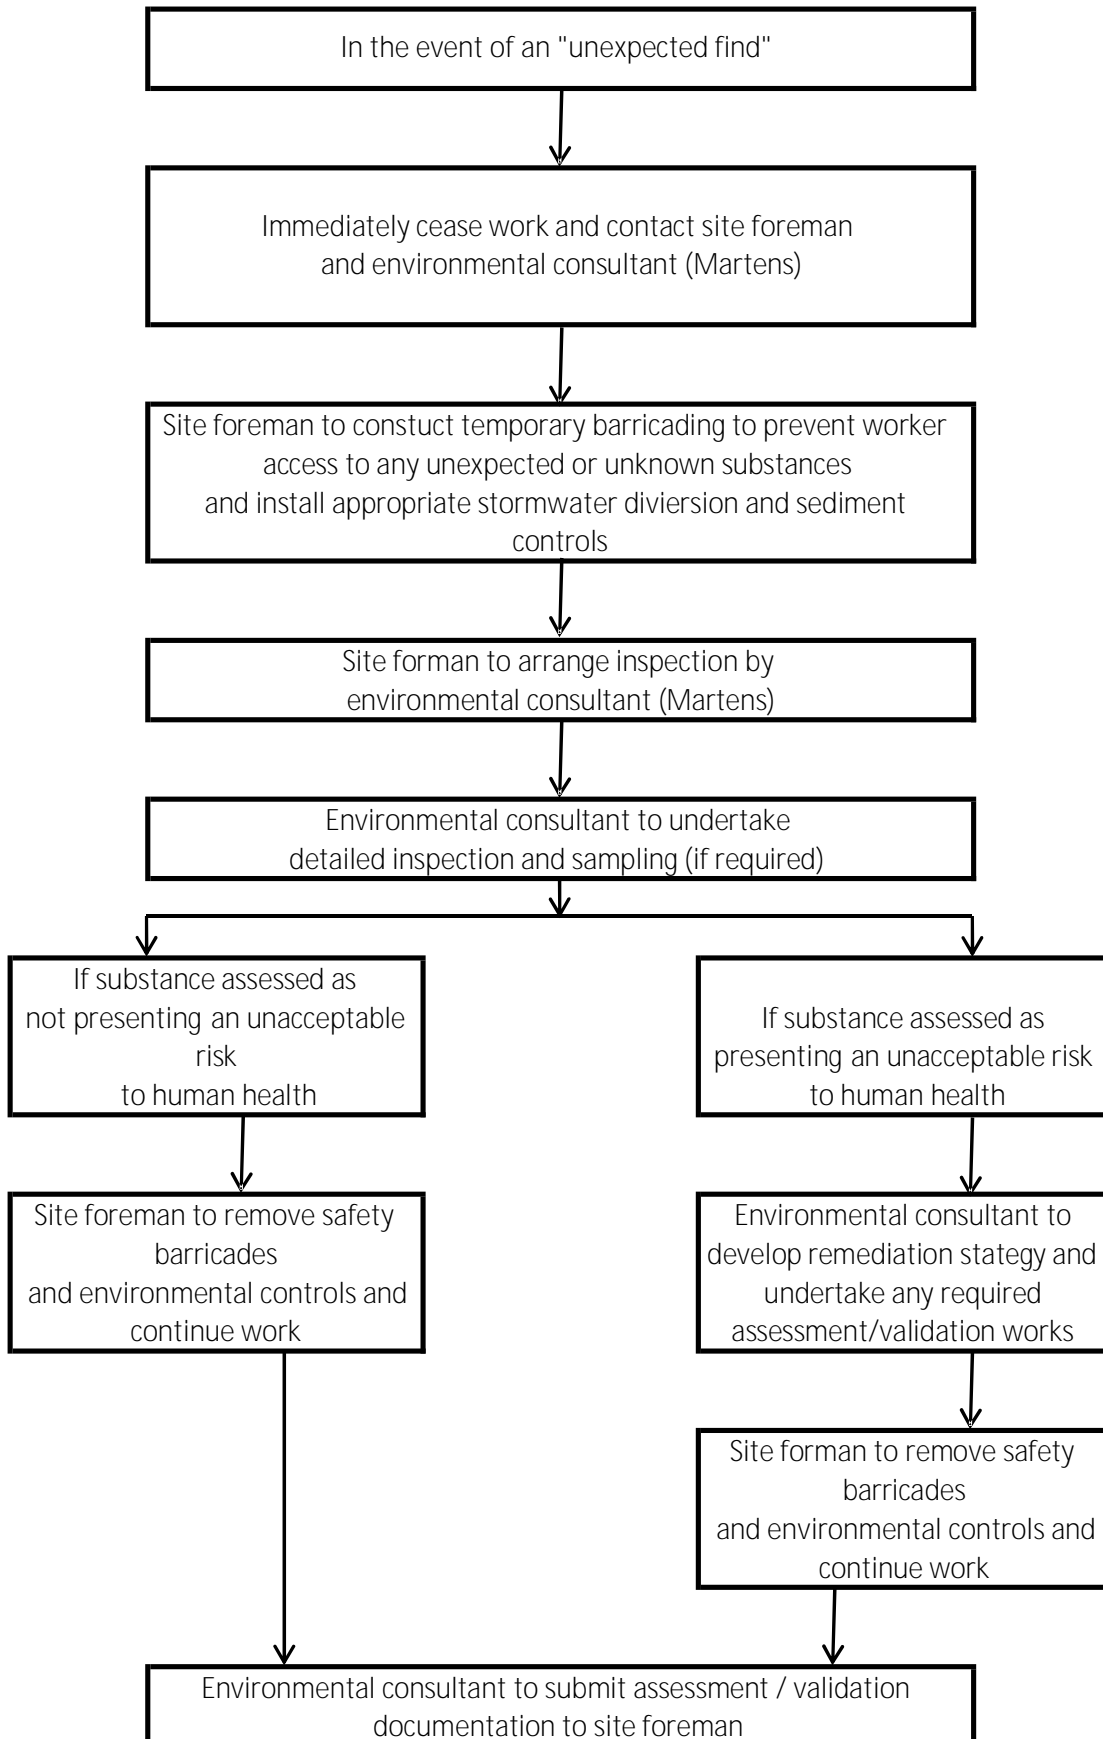 In the event of an "unexpected find"
Immediately cease work and contact site foreman
and environmental consultant (Martens)
Site foreman to constuct temporary barricading to prevent worker
access to any unexpected or unknown substances
and install appropriate stormwater diviersion and sediment
controls
Site forman to arrange inspection by
environmental consultant (Martens)
Environmental consultant to undertake
detailed inspection and sampling (if required)
If substance assessed as
not presenting an unacceptable
risk
to human health
If substance assessed as
presenting an unacceptable risk
to human health
Site foreman to remove safety
barricades
and environmental controls and
continue work
Environmental consultant to
develop remediation stategy and
undertake any required
assessment/validation works
Site forman to remove safety
barricades
and environmental controls and
continue work
Environmental consultant to submit assessment / validation
documentation to site foreman